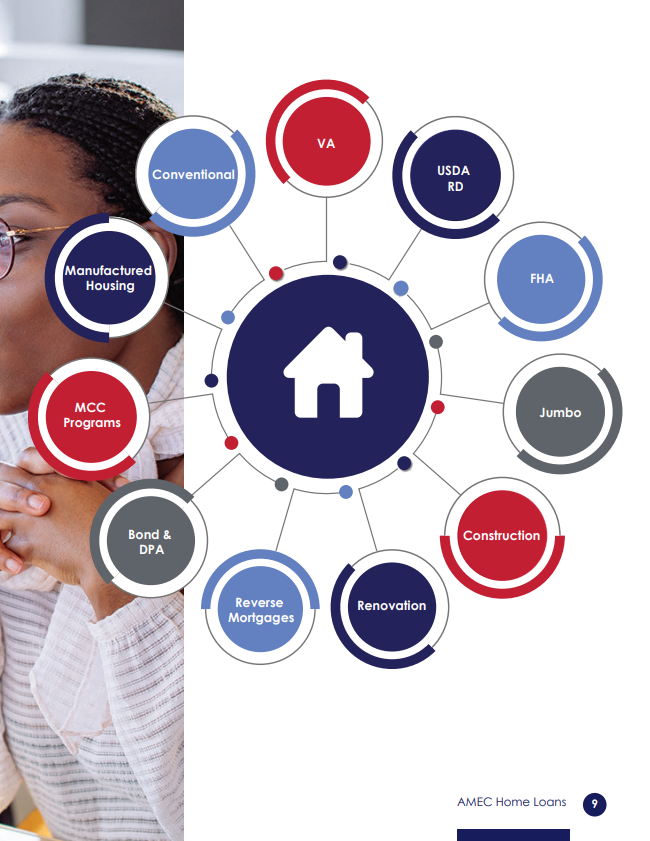 VA
USDA
RD
FHA
Jumbo
Construction
Renovation
Reverse
Mortgages
Bond &
DPA
MCC
Programs
Manufactured
Housing
Conventional
AMEC Home Loans 9